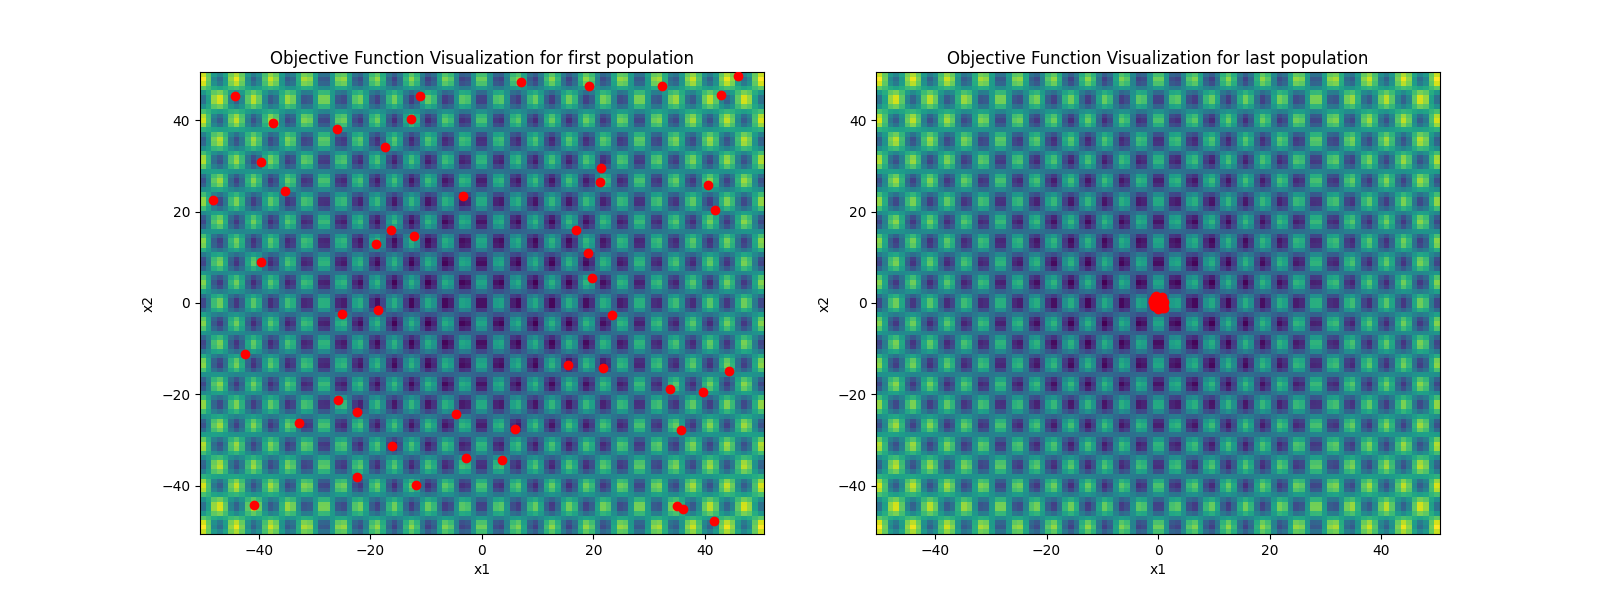 Objective Function Visualization for first population
40
20
0
−20
−40
x2
−40 −20 0 20 40
x1
Objective Function Visualization for last population
40
20
0
−20
−40
x2
−40 −20 0 20 40
x1